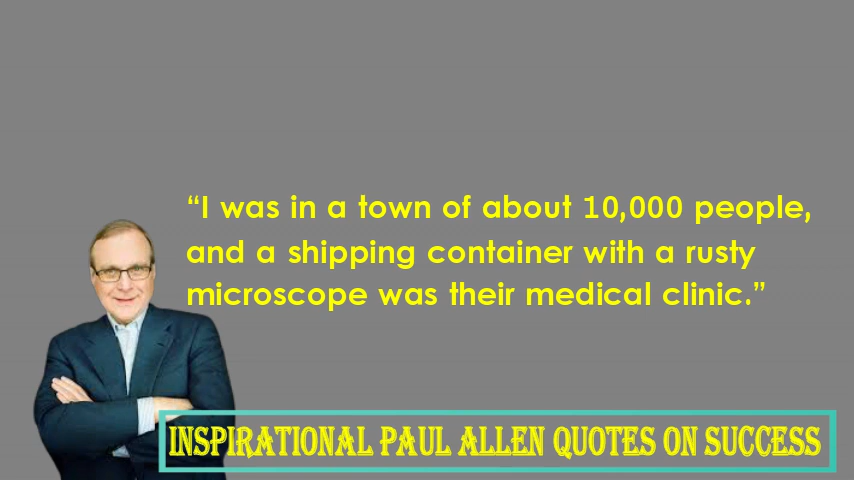 “I was in a town of about 10,000 people,
and a shipping container with a rusty
microscope was their medical clinic.”
INSPIRATIONAL PAUL ALLEN QUOTES ON SUCCESS